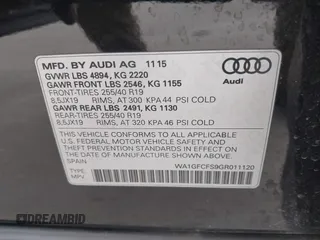 MFD. BY AUDI AG 1115
GVWR LBS 4894, KG 2220
GAWR FRONT LBS 2546, KG 1155
FRONT-TIRES 255/40 R19
8,5JX19 RIMS, AT 300 KPA 44 PSI COLD
GAWR REAR LBS 2491, KG 1130
REAR-TIRES 255/40 R19
8,5JX19 RIMS, AT 320 KPA 46 PSI COLD
Audi
THIS VEHICLE CONFORMS TO ALL APPLICABLE
U.S. FEDERAL MOTOR VEHICLE SAFETY STANDARDS
IN EFFECT ON THE DATE OF MANUFACTURE SHOWN ABOVE.
SPAIN
TYPE: WA1GFCFS9GR011120
MPV
DREAMBID